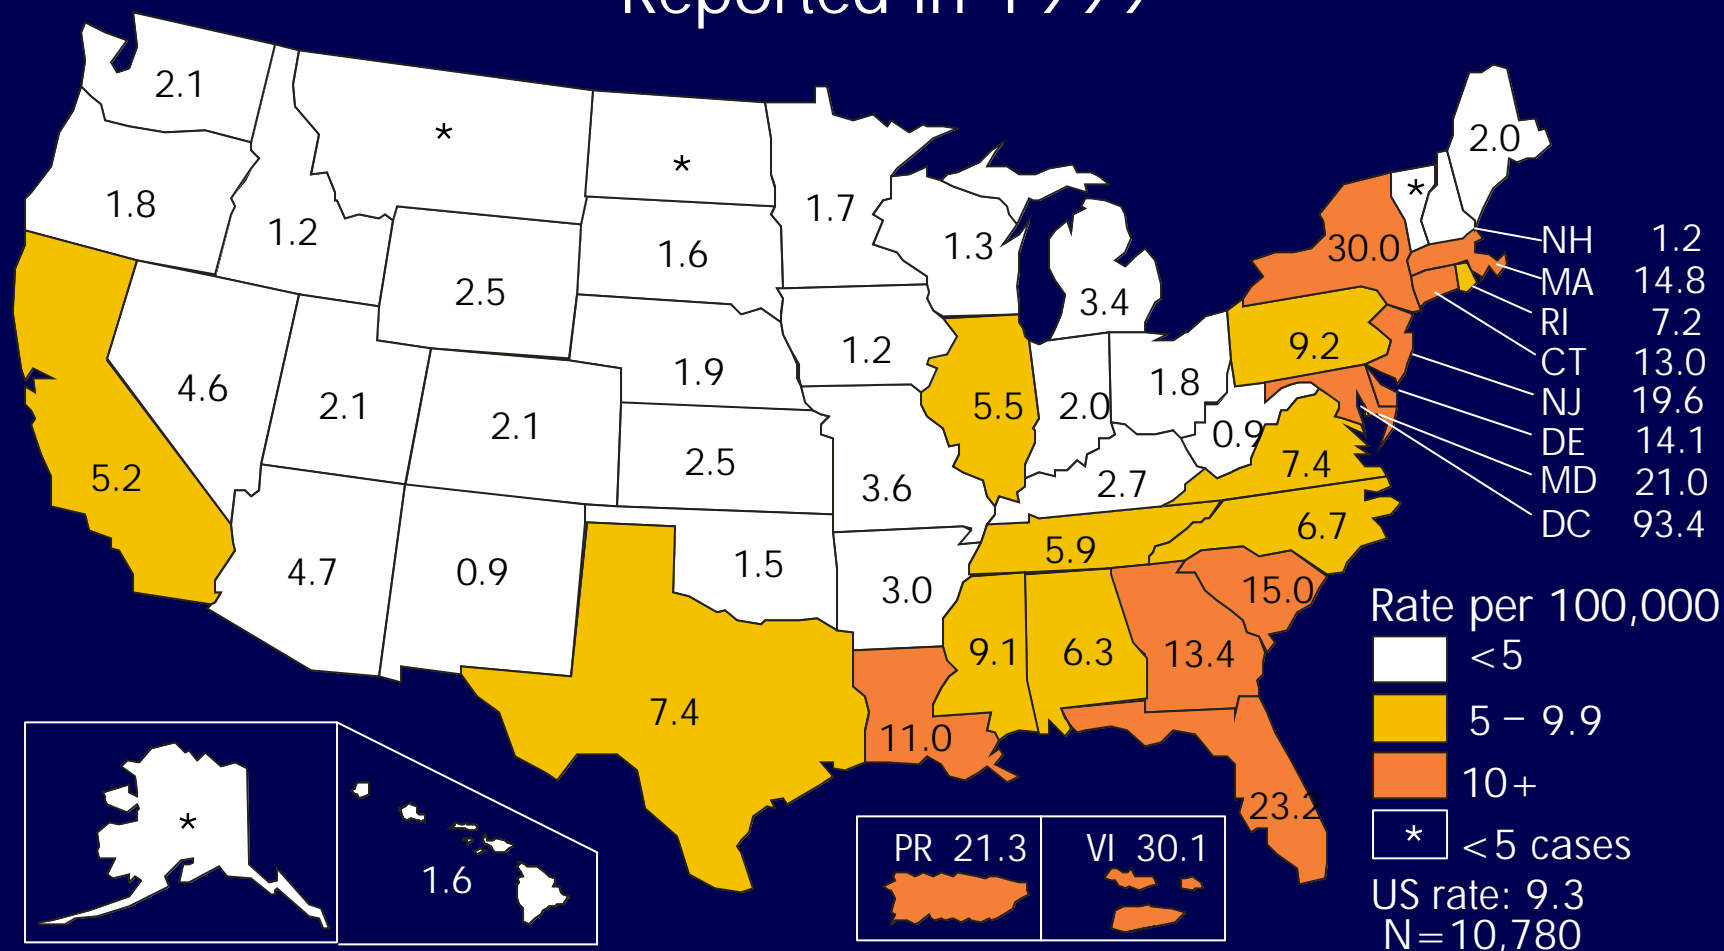 Reported in 1999
2.1
*
*
2.0
1.8
1.2
1.7
*
1.6
1.3
30.0
NH 1.2
2.5
3.4
MA 14.8
RI 7.2
1.9
1.2
9.2
CT 13.0
4.6
2.1
2.1
5.5
2.0
1.8
NJ 19.6
0.9
DE 14.1
5.2
2.5
3.6
2.7
7.4
MD 21.0
DC 93.4
4.7
0.9
1.5
3.0
5.9
6.7
15.0
Rate per 100,000
<5
9.1
6.3
13.4
7.4
11.0
5 – 9.9
10+
*
1.6
23.2
* <5 cases
PR 21.3
VI 30.1
US rate: 9.3
N=10,780